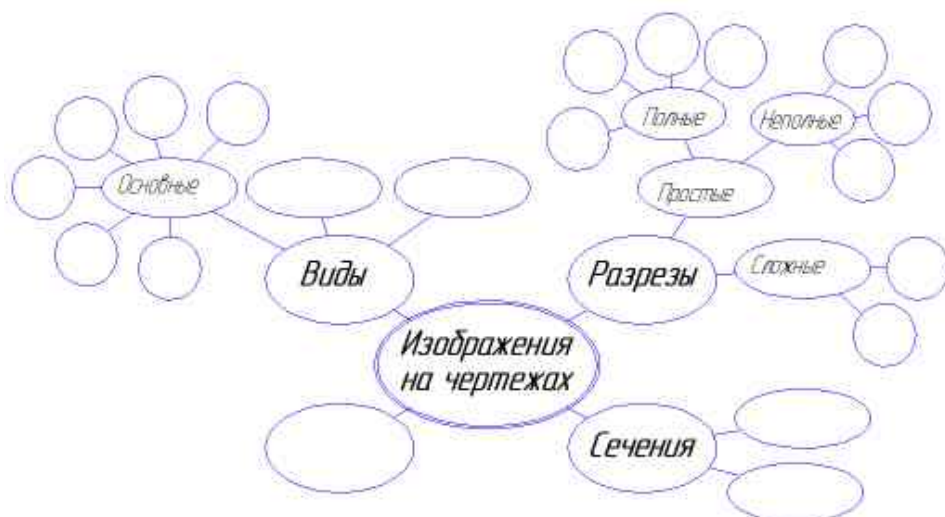 Полные
Неполные
Основные
Простые
Виды
Разрезы
Сложные
Изображения
на чертежах
Сечения